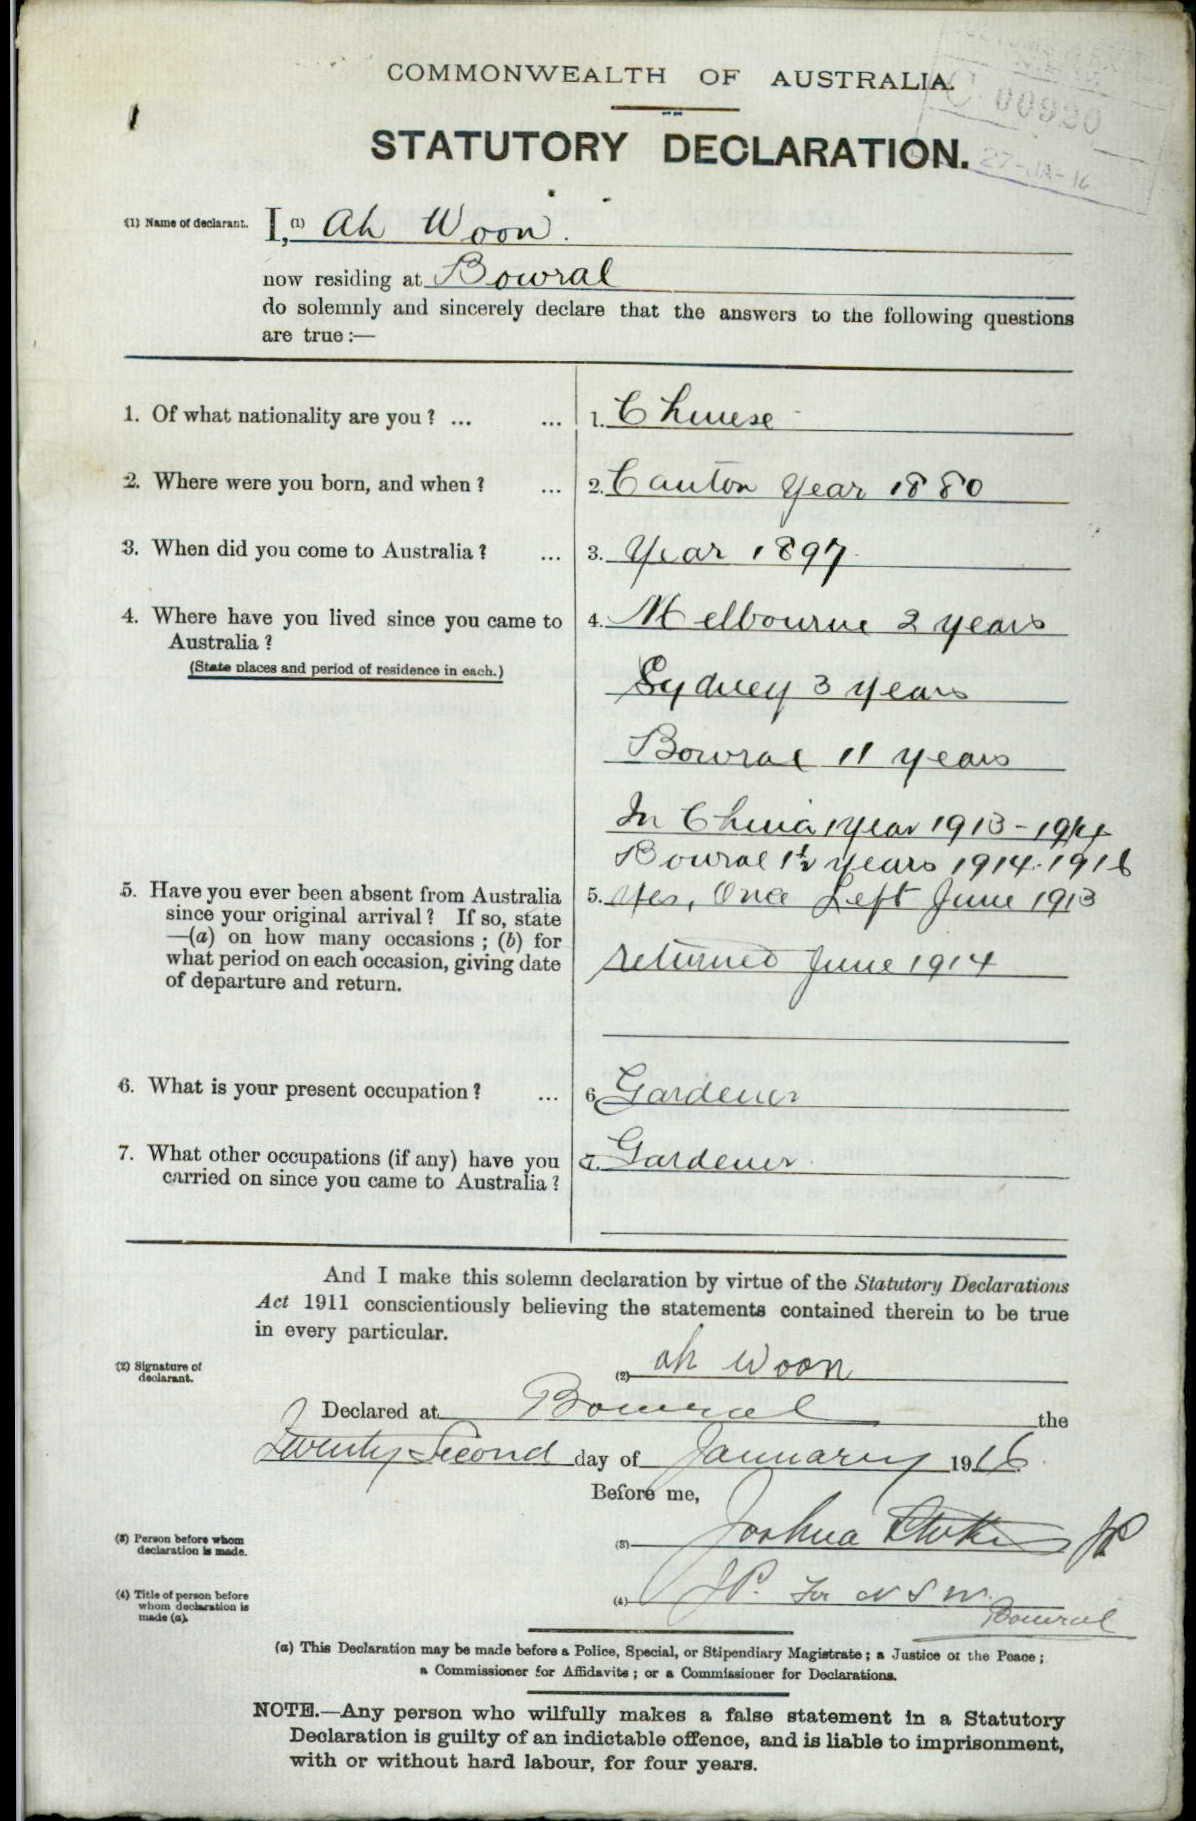 COMMONWEALTH OF AUSTRALIA.
C 00920
27-JA-16
1
STATUTORY DECLARATION.
(1) Name of declarant. I, (1) Ah Woon.
now residing at Bowral
do solemnly and sincerely declare that the answers to the following questions
are true:—
1. Of what nationality are you? ... ... 1. Chinese
2. Where were you born, and when? ... 2. Canton Year 1880
3. When did you come to Australia? ... 3. Year 1897
4. Where have you lived since you came to 4. Melbourne 2 years
Australia?
(State places and period of residence in each.)
Sydney 3 years
Bowral 11 years
In China 1 year 1913 - 1914
Bowral 1½ years 1914-1916
5. Have you ever been absent from Australia 5. Yes, Once Left June 1913
since your original arrival? If so, state
—(a) on how many occasions; (b) for
what period on each occasion, giving date returned June 1914
of departure and return.
6. What is your present occupation? ... 6. Gardener
7. What other occupations (if any) have you 7. Gardener
carried on since you came to Australia?
And I make this solemn declaration by virtue of the Statutory Declarations
Act 1911 conscientiously believing the statements contained therein to be true
in every particular.
(2) Signature of
declarant.
(2) ah woon
Declared at Bowral the
Twenty Second day of January 1916
Before me,
(3) Person before whom
declaration is made.
(3) Joshua Stokes JP
(4) Title of person before
whom declaration is
made (a).
(4) JP. for NSW.
Bowral
(a) This Declaration may be made before a Police, Special, or Stipendiary Magistrate; a Justice of the Peace;
a Commissioner for Affidavits; or a Commissioner for Declarations.
NOTE.—Any person who wilfully makes a false statement in a Statutory
Declaration is guilty of an indictable offence, and is liable to imprisonment,
with or without hard labour, for four years.